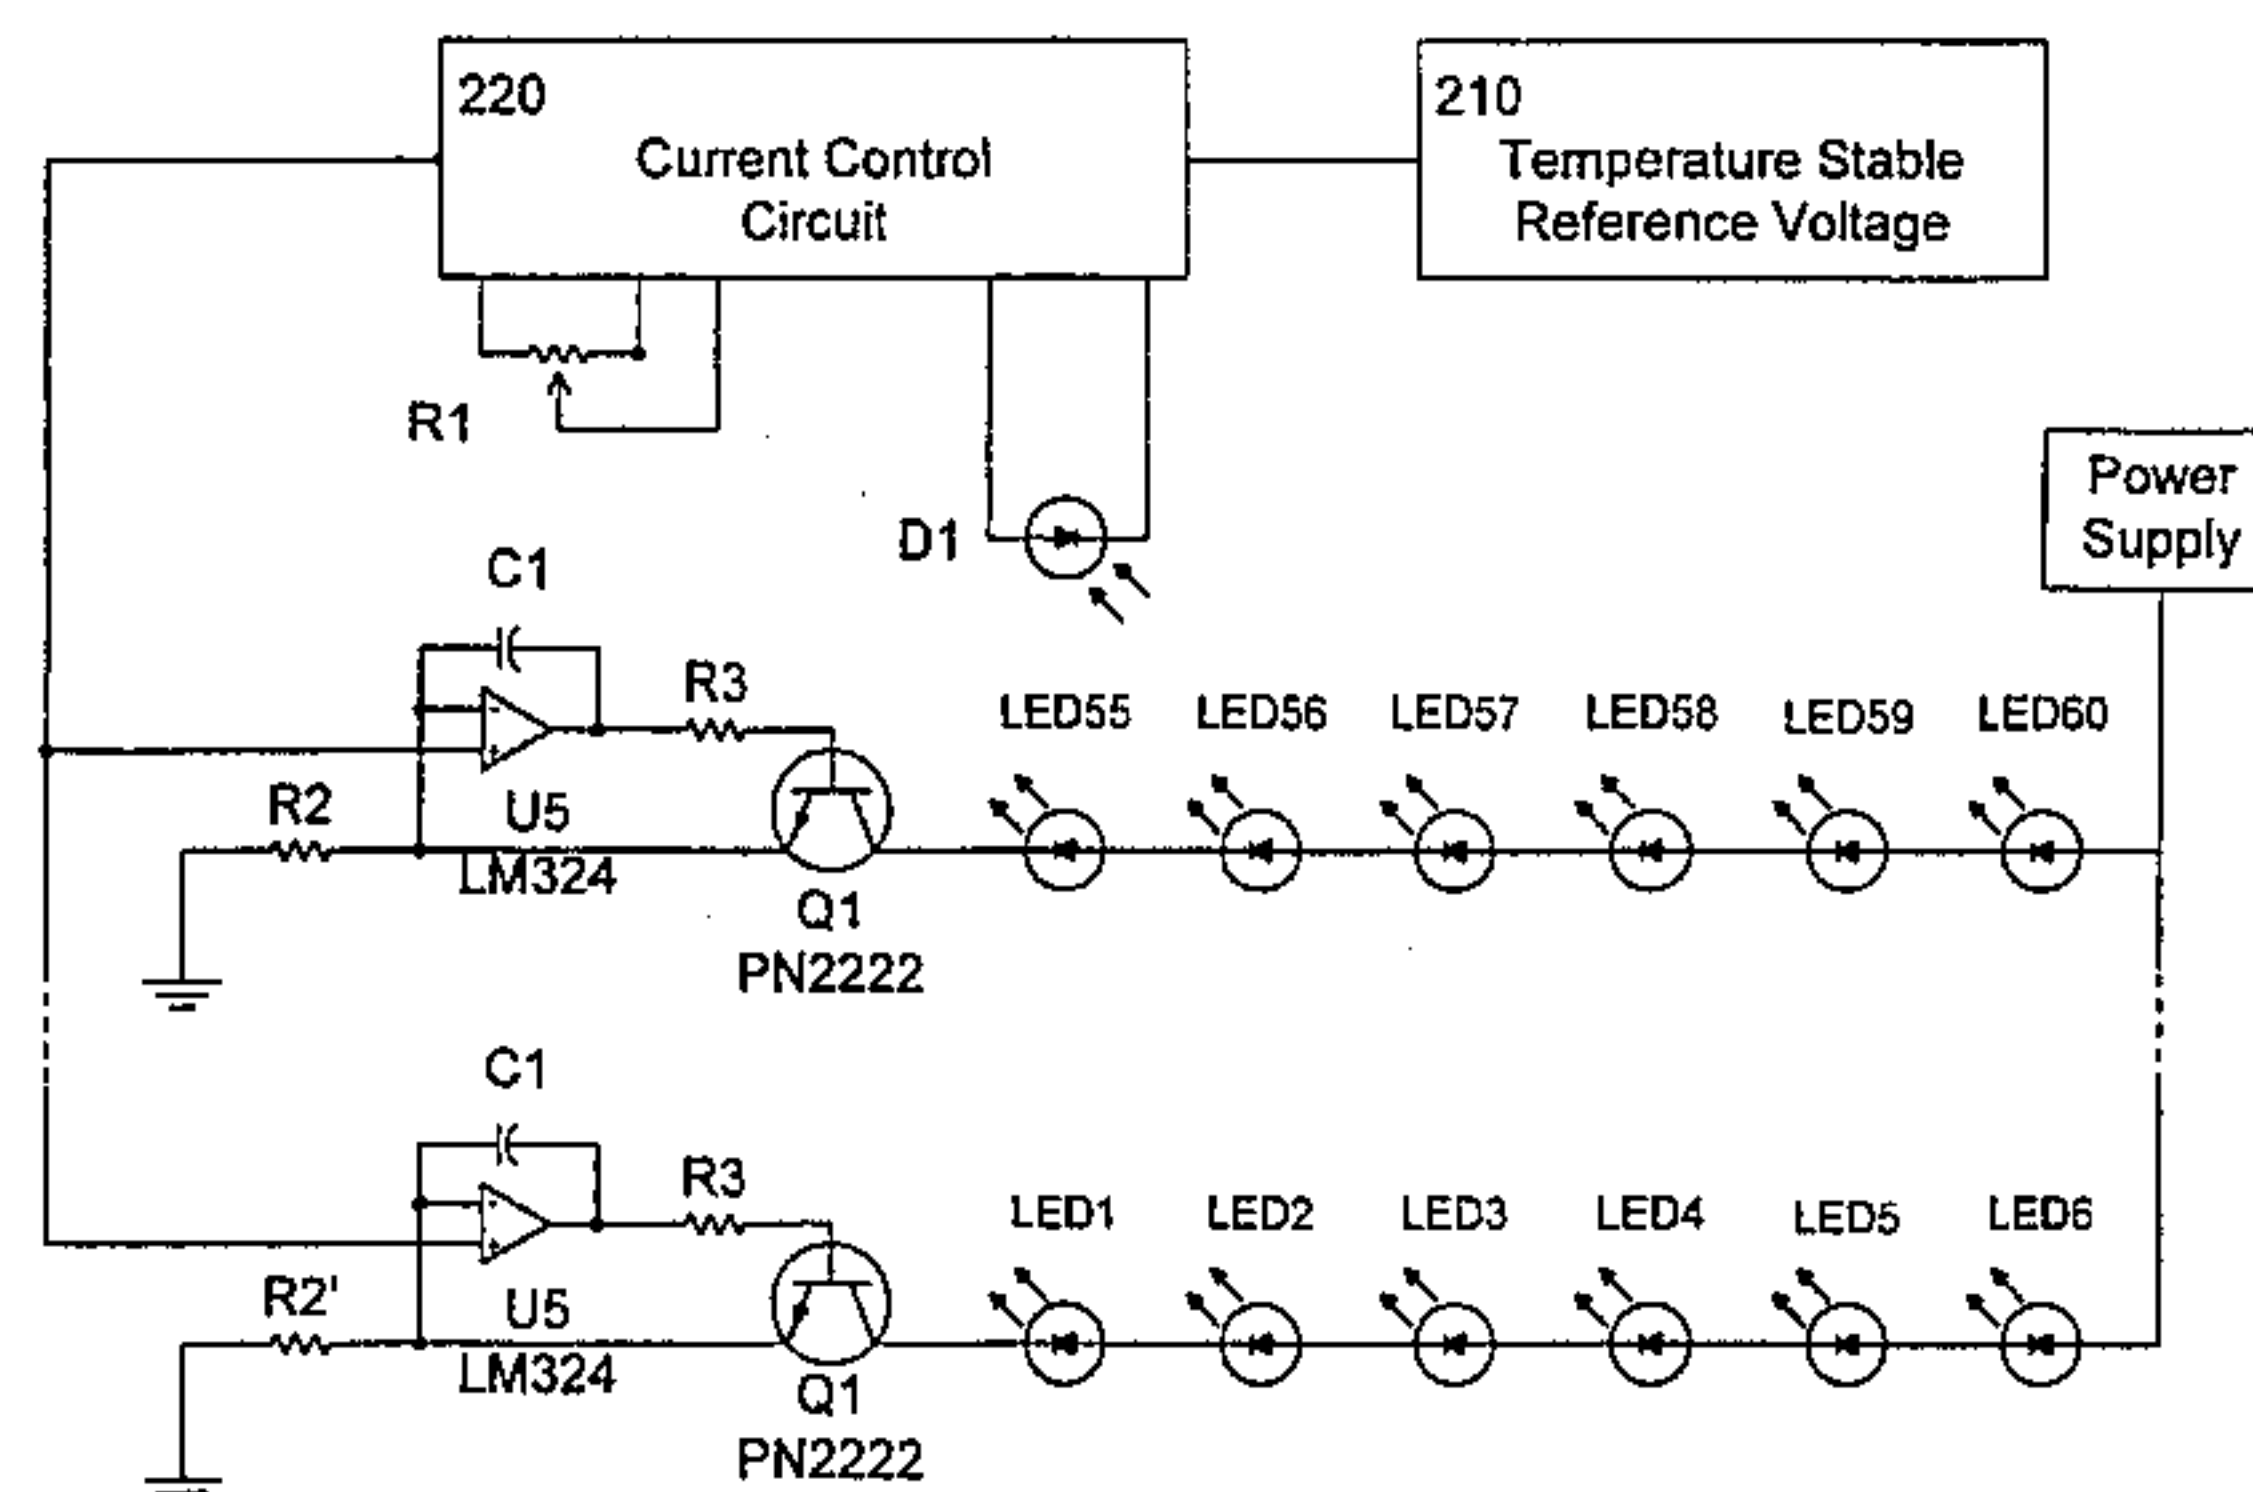 220
Current Control
Circuit
210
Temperature Stable
Reference Voltage
R1
D1
Power
Supply
C1
R3
LED55
LED56
LED57
LED58
LED59
LED60
-
+
R2
U5
LM324
Q1
PN2222
C1
R3
LED1
LED2
LED3
LED4
LED5
LED6
R2'
U5
LM324
Q1
PN2222